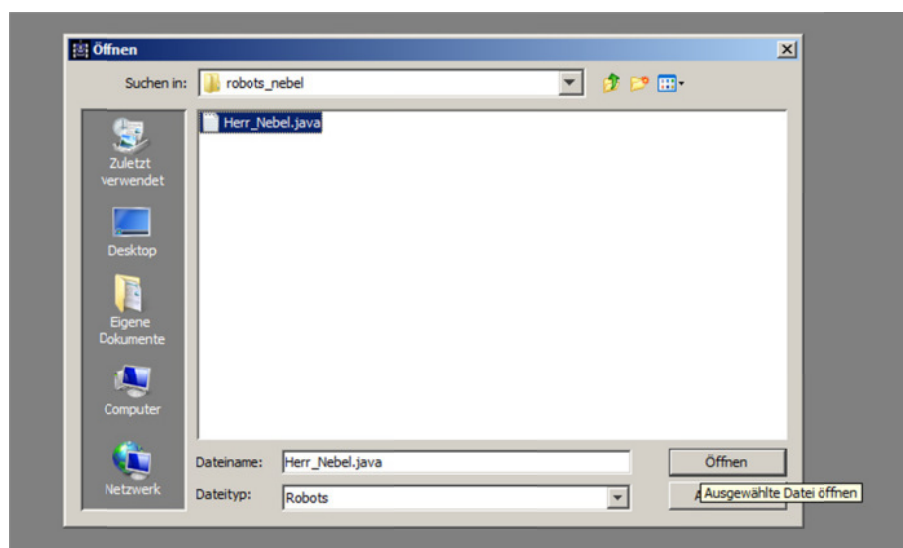 Öffnen
Suchen in: robots_nebel
Herr_Nebel.java
Zuletzt
verwendet
Desktop
Eigene
Dokumente
Computer
Netzwerk
Dateiname: Herr_Nebel.java Öffnen
Dateityp: Robots
Ausgewählte Datei öffnen